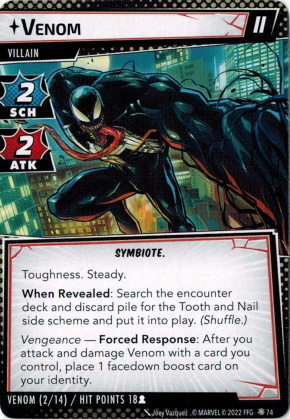 VENOM
II
VILLAIN
2
SCH
2
ATK
SYMBIOTE.
Toughness. Steady.
When Revealed: Search the encounter
deck and discard pile for the Tooth and Nail
side scheme and put it into play. (Shuffle.)
Vengeance — Forced Response: After you
attack and damage Venom with a card you
control, place 1 facedown boost card on
your identity.
VENOM (2/14) / HIT POINTS 18
Joey Vazquez © MARVEL © 2022 FFG 74